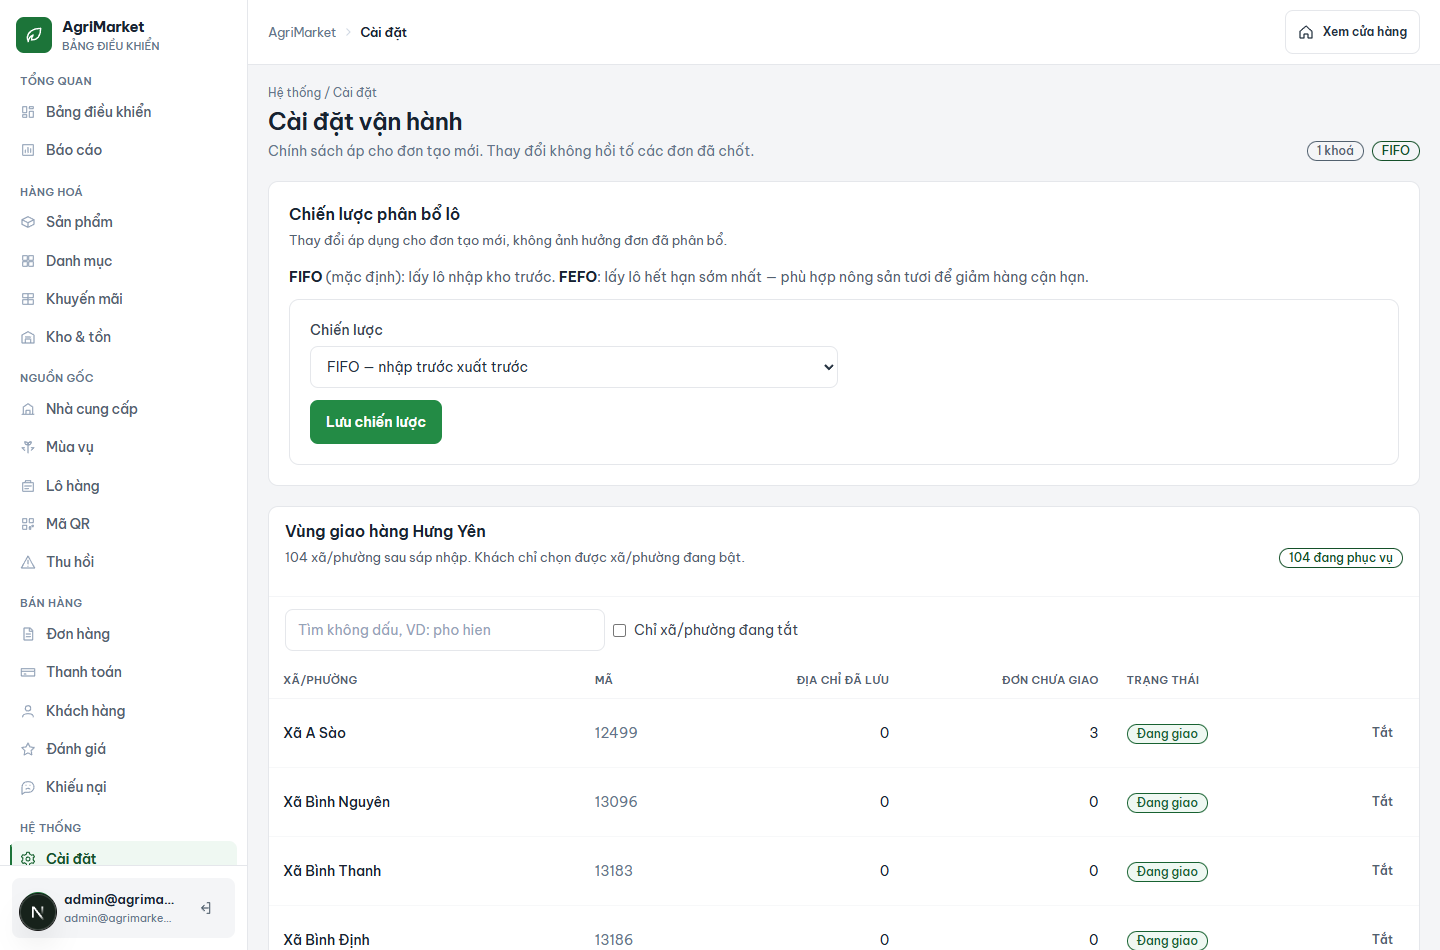 AgriMarket
BẢNG ĐIỀU KHIỂN
TỔNG QUAN
Bảng điều khiển
Báo cáo
HÀNG HOÁ
Sản phẩm
Danh mục
Khuyến mãi
Kho & tồn
NGUỒN GỐC
Nhà cung cấp
Mùa vụ
Lô hàng
Mã QR
Thu hồi
BÁN HÀNG
Đơn hàng
Thanh toán
Khách hàng
Đánh giá
Khiếu nại
HỆ THỐNG
Cài đặt
N
admin@agrima...
admin@agrimarke...
AgriMarket > Cài đặt
Xem cửa hàng
Hệ thống / Cài đặt
Cài đặt vận hành
Chính sách áp cho đơn tạo mới. Thay đổi không hồi tố các đơn đã chốt.
1 khoá FIFO
Chiến lược phân bổ lô
Thay đổi áp dụng cho đơn tạo mới, không ảnh hưởng đơn đã phân bổ.
FIFO (mặc định): lấy lô nhập kho trước. FEFO: lấy lô hết hạn sớm nhất — phù hợp nông sản tươi để giảm hàng cận hạn.
Chiến lược
FIFO — nhập trước xuất trước
Lưu chiến lược
Vùng giao hàng Hưng Yên
104 xã/phường sau sáp nhập. Khách chỉ chọn được xã/phường đang bật.
104 đang phục vụ
Tìm không dấu, VD: pho hien
Chỉ xã/phường đang tắt
XÃ/PHƯỜNG MÃ ĐỊA CHỈ ĐÃ LƯU ĐƠN CHƯA GIAO TRẠNG THÁI
Xã A Sào 12499 0 3 Đang giao Tắt
Xã Bình Nguyên 13096 0 0 Đang giao Tắt
Xã Bình Thanh 13183 0 0 Đang giao Tắt
Xã Bình Định 13186 0 0 Đang giao Tắt